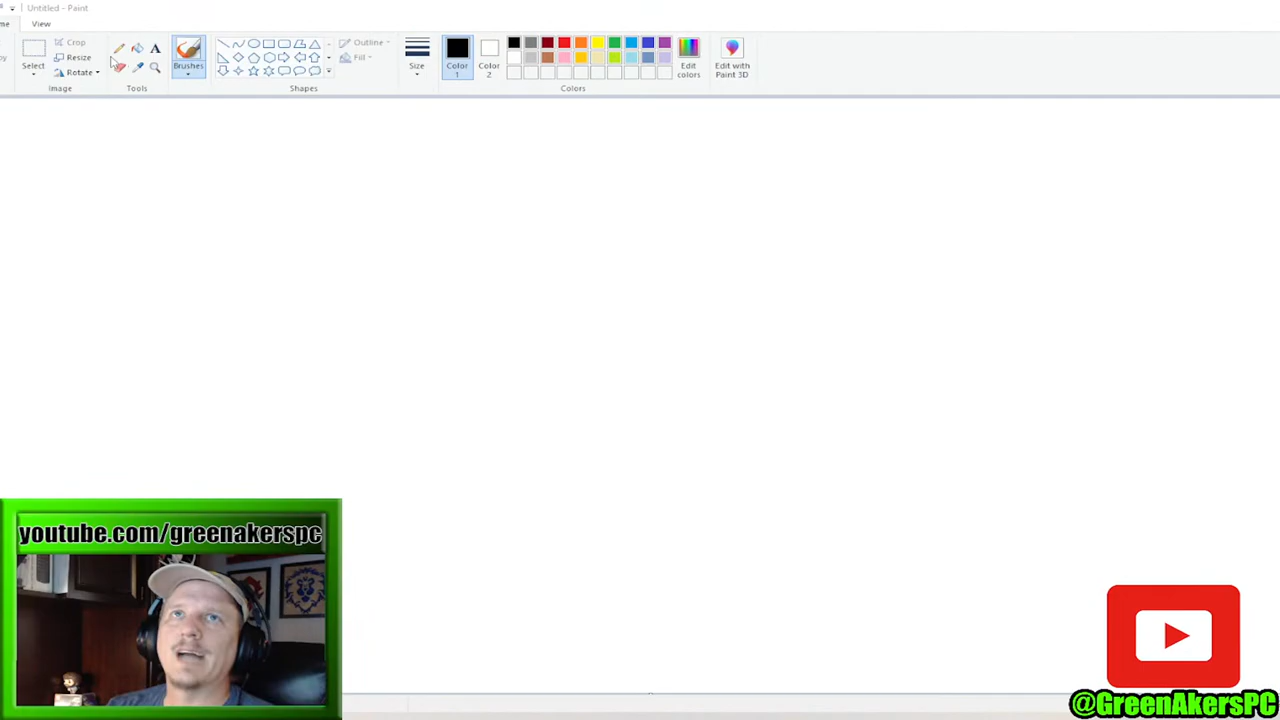 Untitled - Paint
View
Crop
Resize
Rotate
Select
Image
Tools
Brushes
Shapes
Outline
Fill
Size
Color 1
Color 2
Colors
Edit colors
Edit with Paint 3D
youtube.com/greenakerspc
@GreenAkersPC